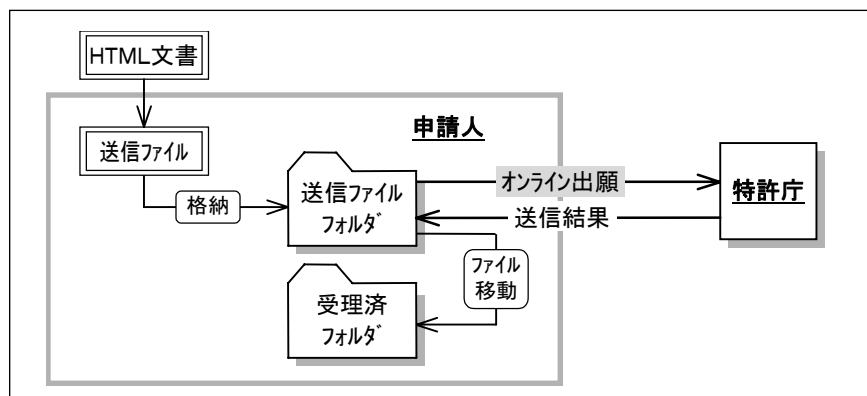 HTML文書
申請人
送信ファイル
格納
送信ファイル
フォルダ
オンライン出願
送信結果
特許庁
ファイル
移動
受理済
フォルダ